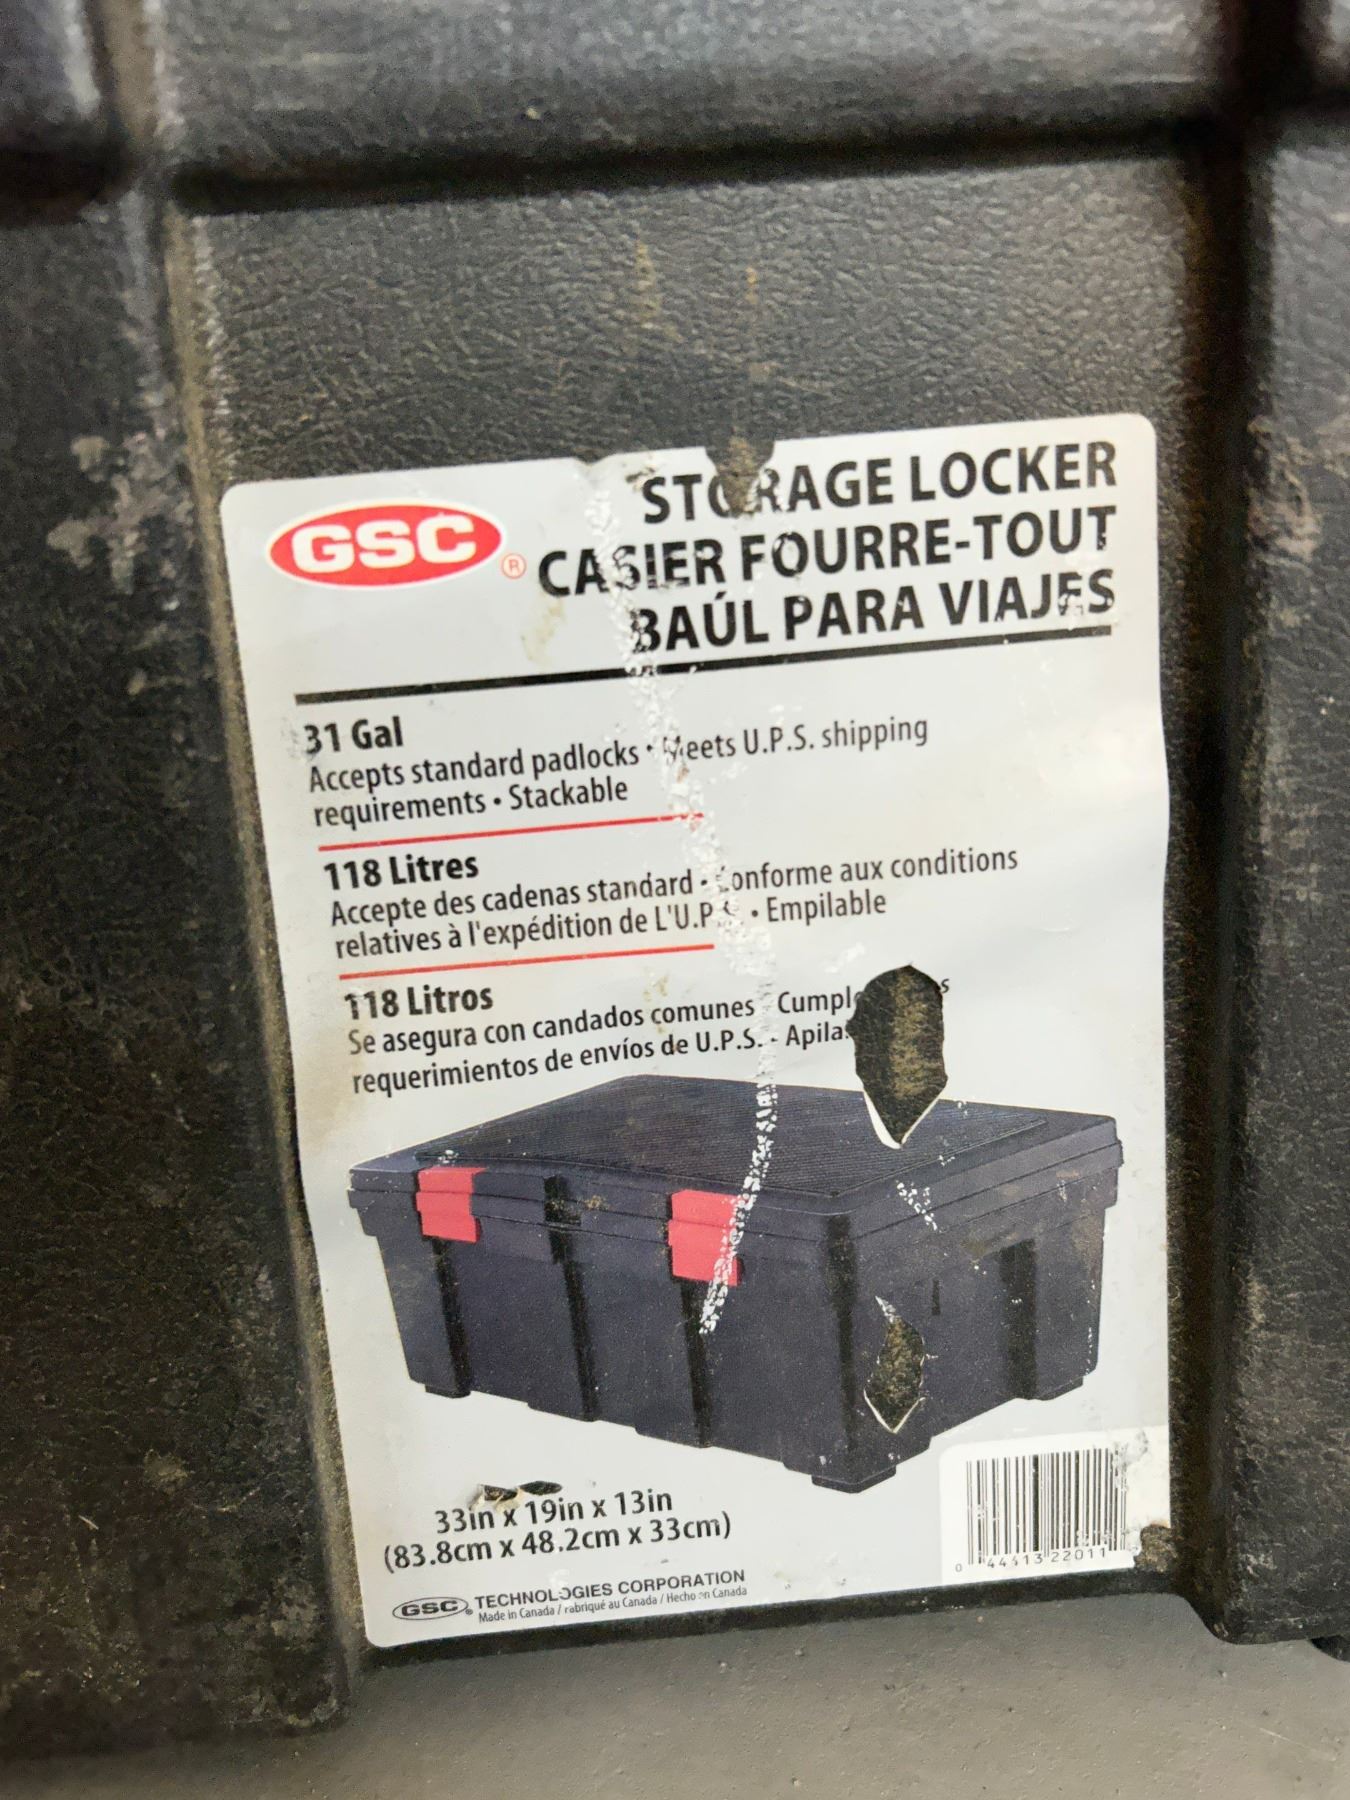 GSC®
STORAGE LOCKER
CASIER FOURRE-TOUT
BAÚL PARA VIAJES
31 Gal
Accepts standard padlocks • Meets U.P.S. shipping
requirements • Stackable
118 Litres
Accepte des cadenas standard • Conforme aux conditions
relatives à l'expédition de L'U.P.S. • Empilable
118 Litros
Se asegura con candados comunes
requerimientos de envíos de U.P.S. •
33in x 19in x 13in
(83.8cm x 48.2cm x 33cm)
GSC® TECHNOLOGIES CORPORATION
Made in Canada / Fabriqué au Canada / Hecho en Canada
0 44413 22011